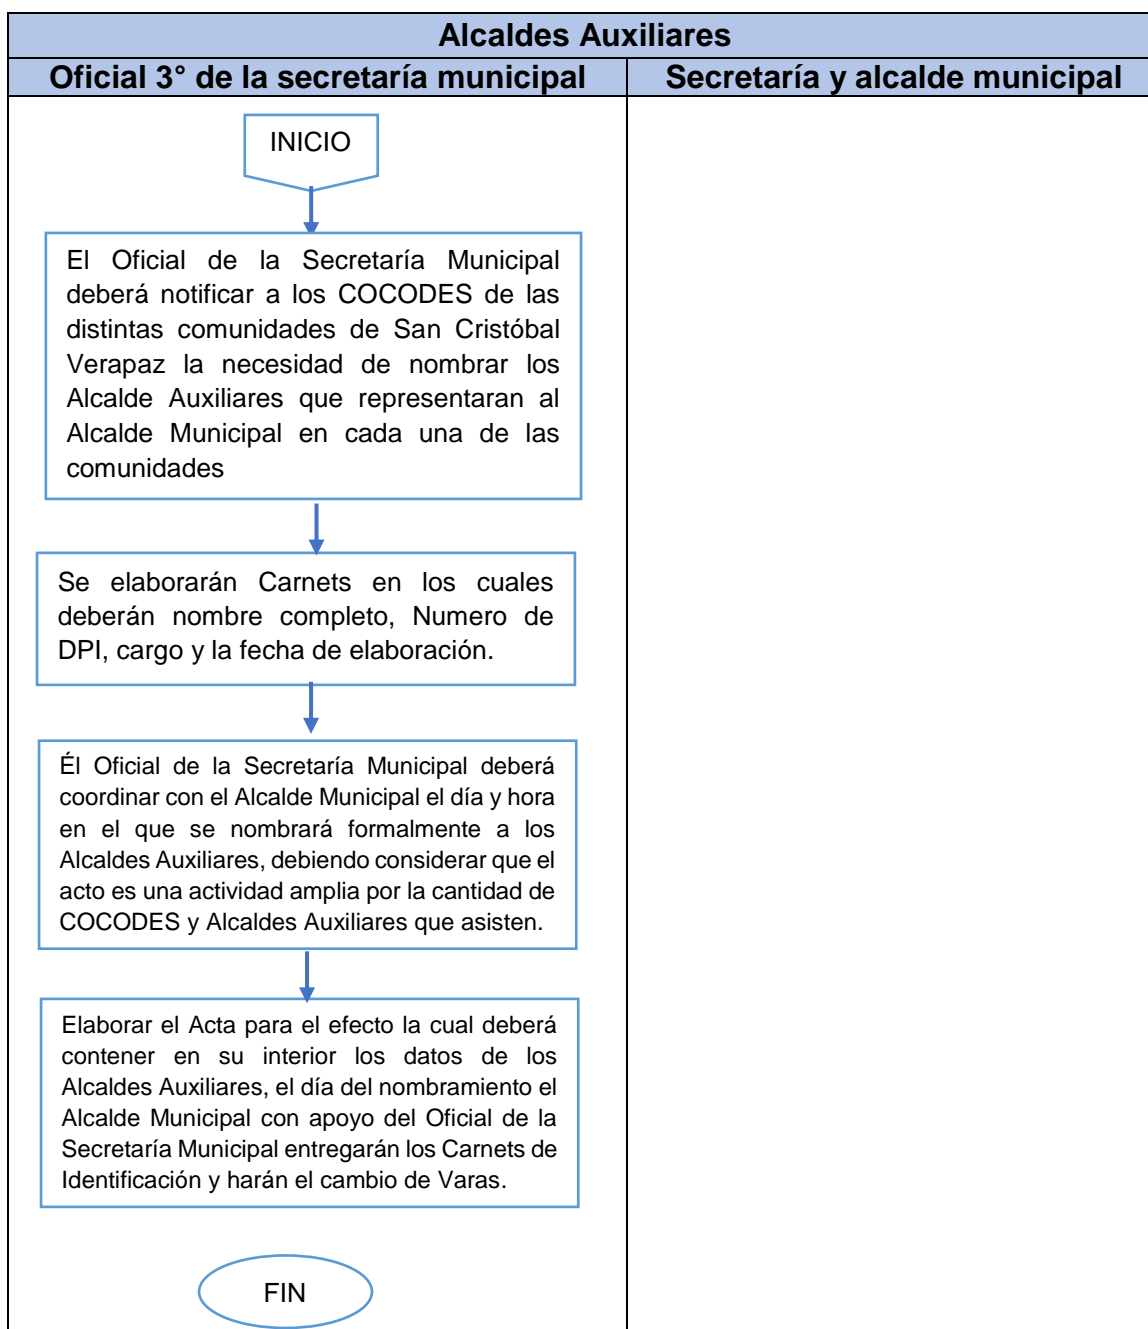 Alcaldes Auxiliares
Oficial 3° de la secretaría municipal
Secretaría y alcalde municipal
INICIO
El Oficial de la Secretaría Municipal
deberá notificar a los COCODES de las
distintas comunidades de San Cristóbal
Verapaz la necesidad de nombrar los
Alcalde Auxiliares que representaran al
Alcalde Municipal en cada una de las
comunidades
Se elaborarán Carnets en los cuales
deberán nombre completo, Numero de
DPI, cargo y la fecha de elaboración.
Él Oficial de la Secretaría Municipal deberá
coordinar con el Alcalde Municipal el día y hora
en el que se nombrará formalmente a los
Alcaldes Auxiliares, debiendo considerar que el
acto es una actividad amplia por la cantidad de
COCODES y Alcaldes Auxiliares que asisten.
Elaborar el Acta para el efecto la cual deberá
contener en su interior los datos de los
Alcaldes Auxiliares, el día del nombramiento el
Alcalde Municipal con apoyo del Oficial de la
Secretaría Municipal entregarán los Carnets de
Identificación y harán el cambio de Varas.
FIN